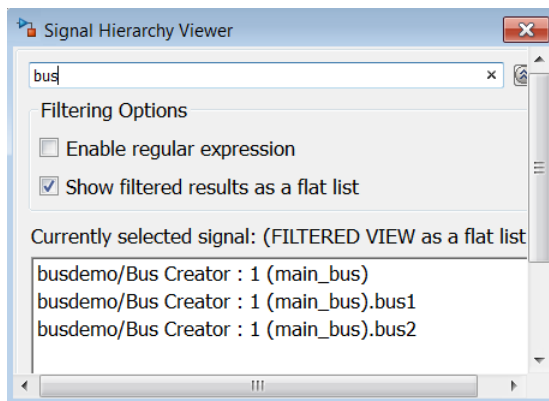 Signal Hierarchy Viewer
bus
Filtering Options
Enable regular expression
Show filtered results as a flat list
Currently selected signal: (FILTERED VIEW as a flat list
busdemo/Bus Creator : 1 (main_bus)
busdemo/Bus Creator : 1 (main_bus).bus1
busdemo/Bus Creator : 1 (main_bus).bus2